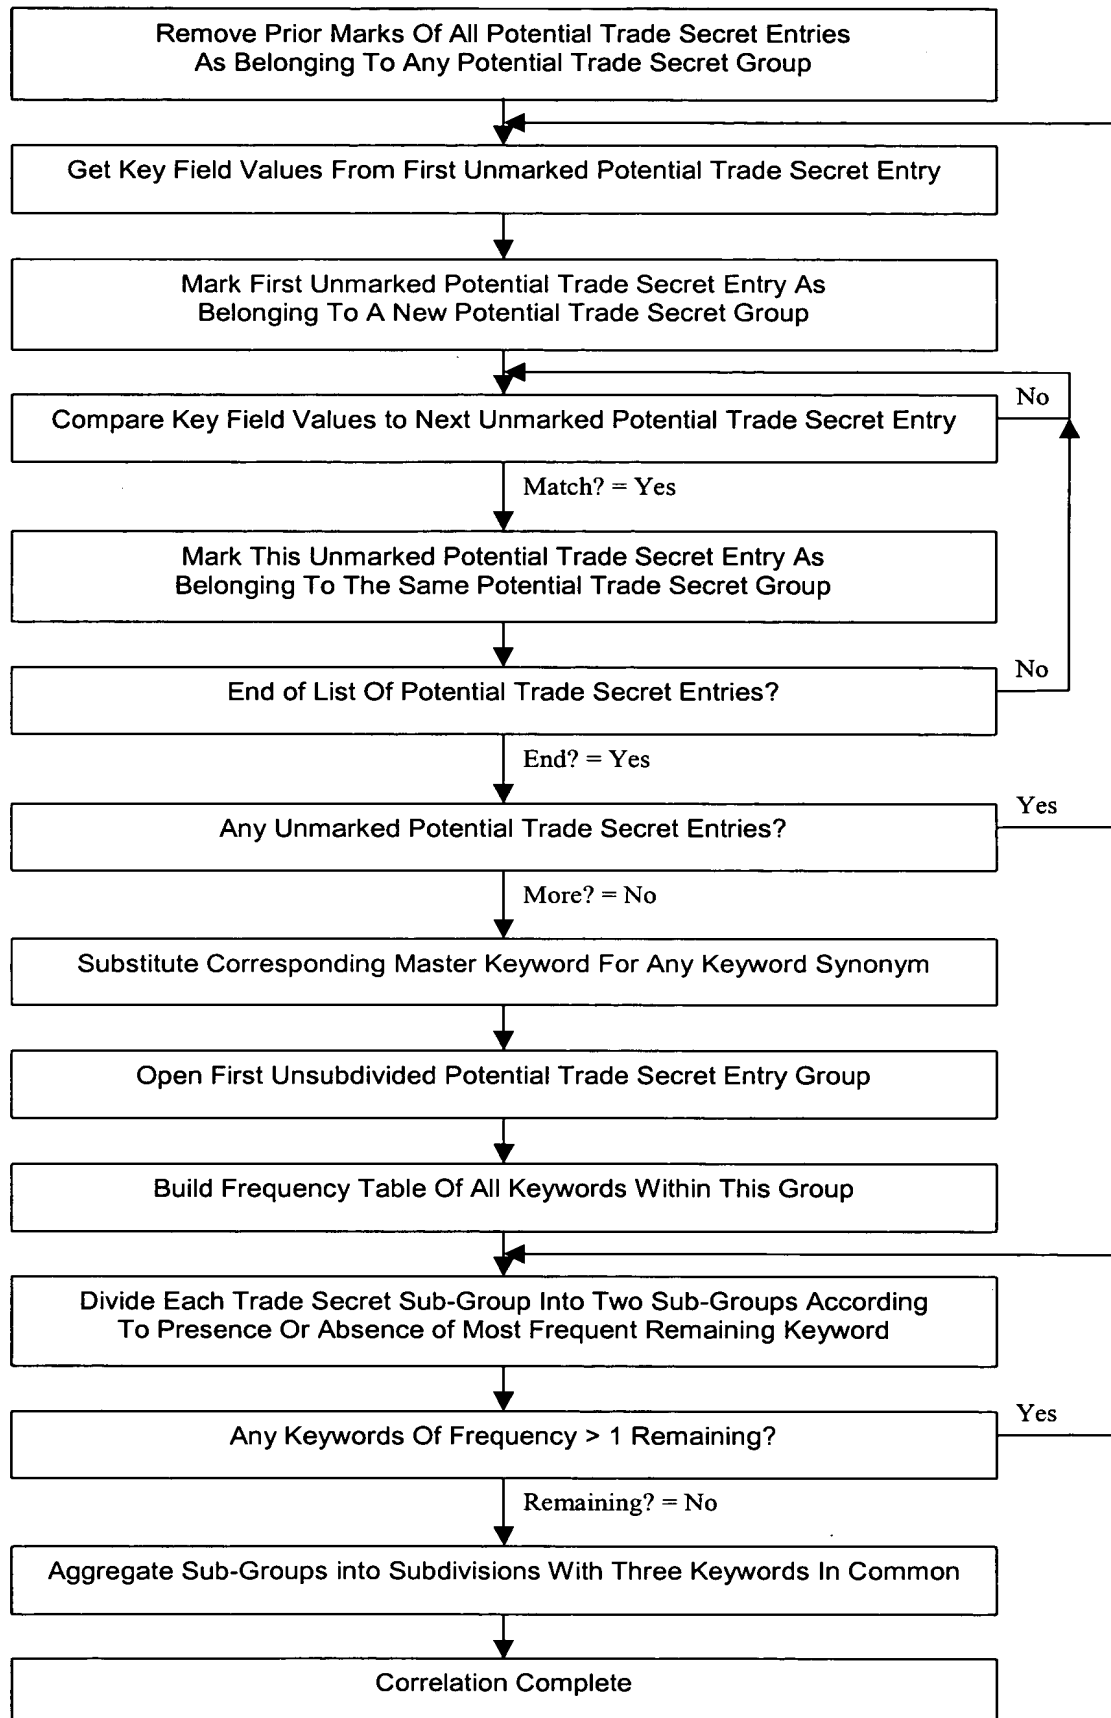 Remove Prior Marks Of All Potential Trade Secret Entries
As Belonging To Any Potential Trade Secret Group
Get Key Field Values From First Unmarked Potential Trade Secret Entry
Mark First Unmarked Potential Trade Secret Entry As
Belonging To A New Potential Trade Secret Group
No
Compare Key Field Values to Next Unmarked Potential Trade Secret Entry
Match? = Yes
Mark This Unmarked Potential Trade Secret Entry As
Belonging To The Same Potential Trade Secret Group
No
End of List Of Potential Trade Secret Entries?
End? = Yes
Yes
Any Unmarked Potential Trade Secret Entries?
More? = No
Substitute Corresponding Master Keyword For Any Keyword Synonym
Open First Unsubdivided Potential Trade Secret Entry Group
Build Frequency Table Of All Keywords Within This Group
Divide Each Trade Secret Sub-Group Into Two Sub-Groups According
To Presence Or Absence of Most Frequent Remaining Keyword
Yes
Any Keywords Of Frequency > 1 Remaining?
Remaining? = No
Aggregate Sub-Groups into Subdivisions With Three Keywords In Common
Correlation Complete